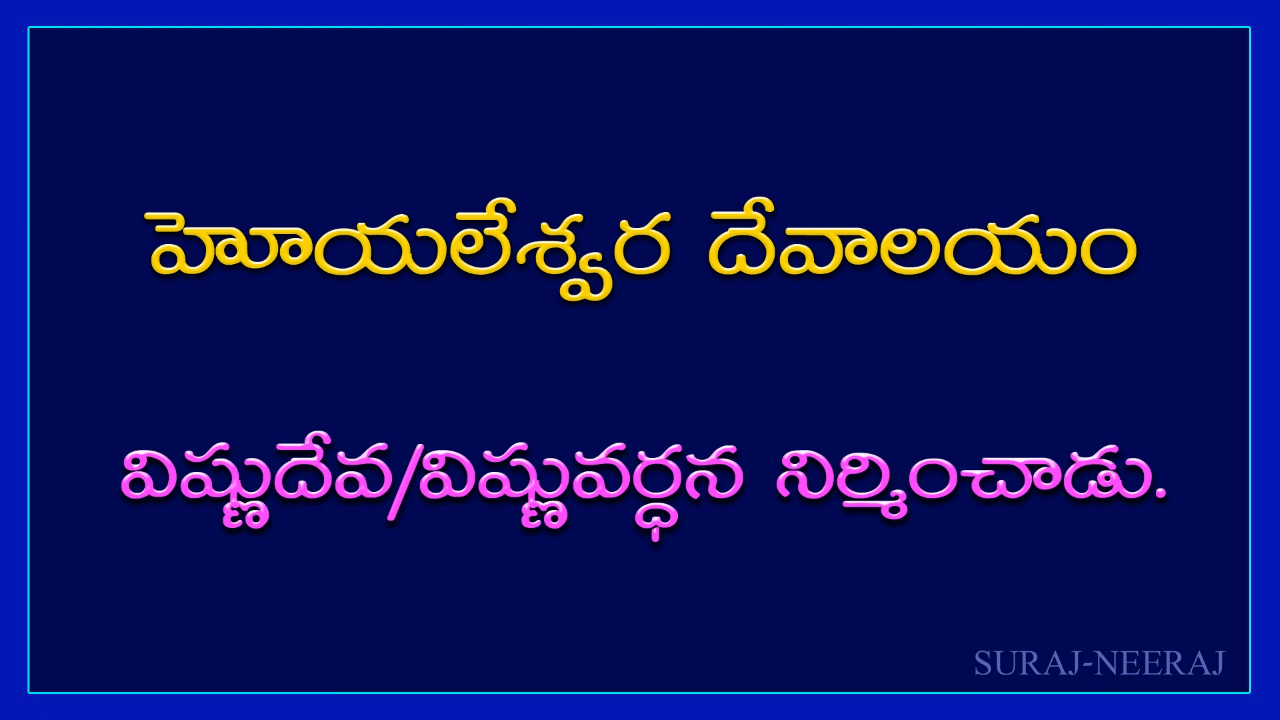 హెూయలేశ్వర దేవాలయం
విష్ణుదేవ/విష్ణువర్ధన నిర్మించాడు.
SURAJ-NEERAJ